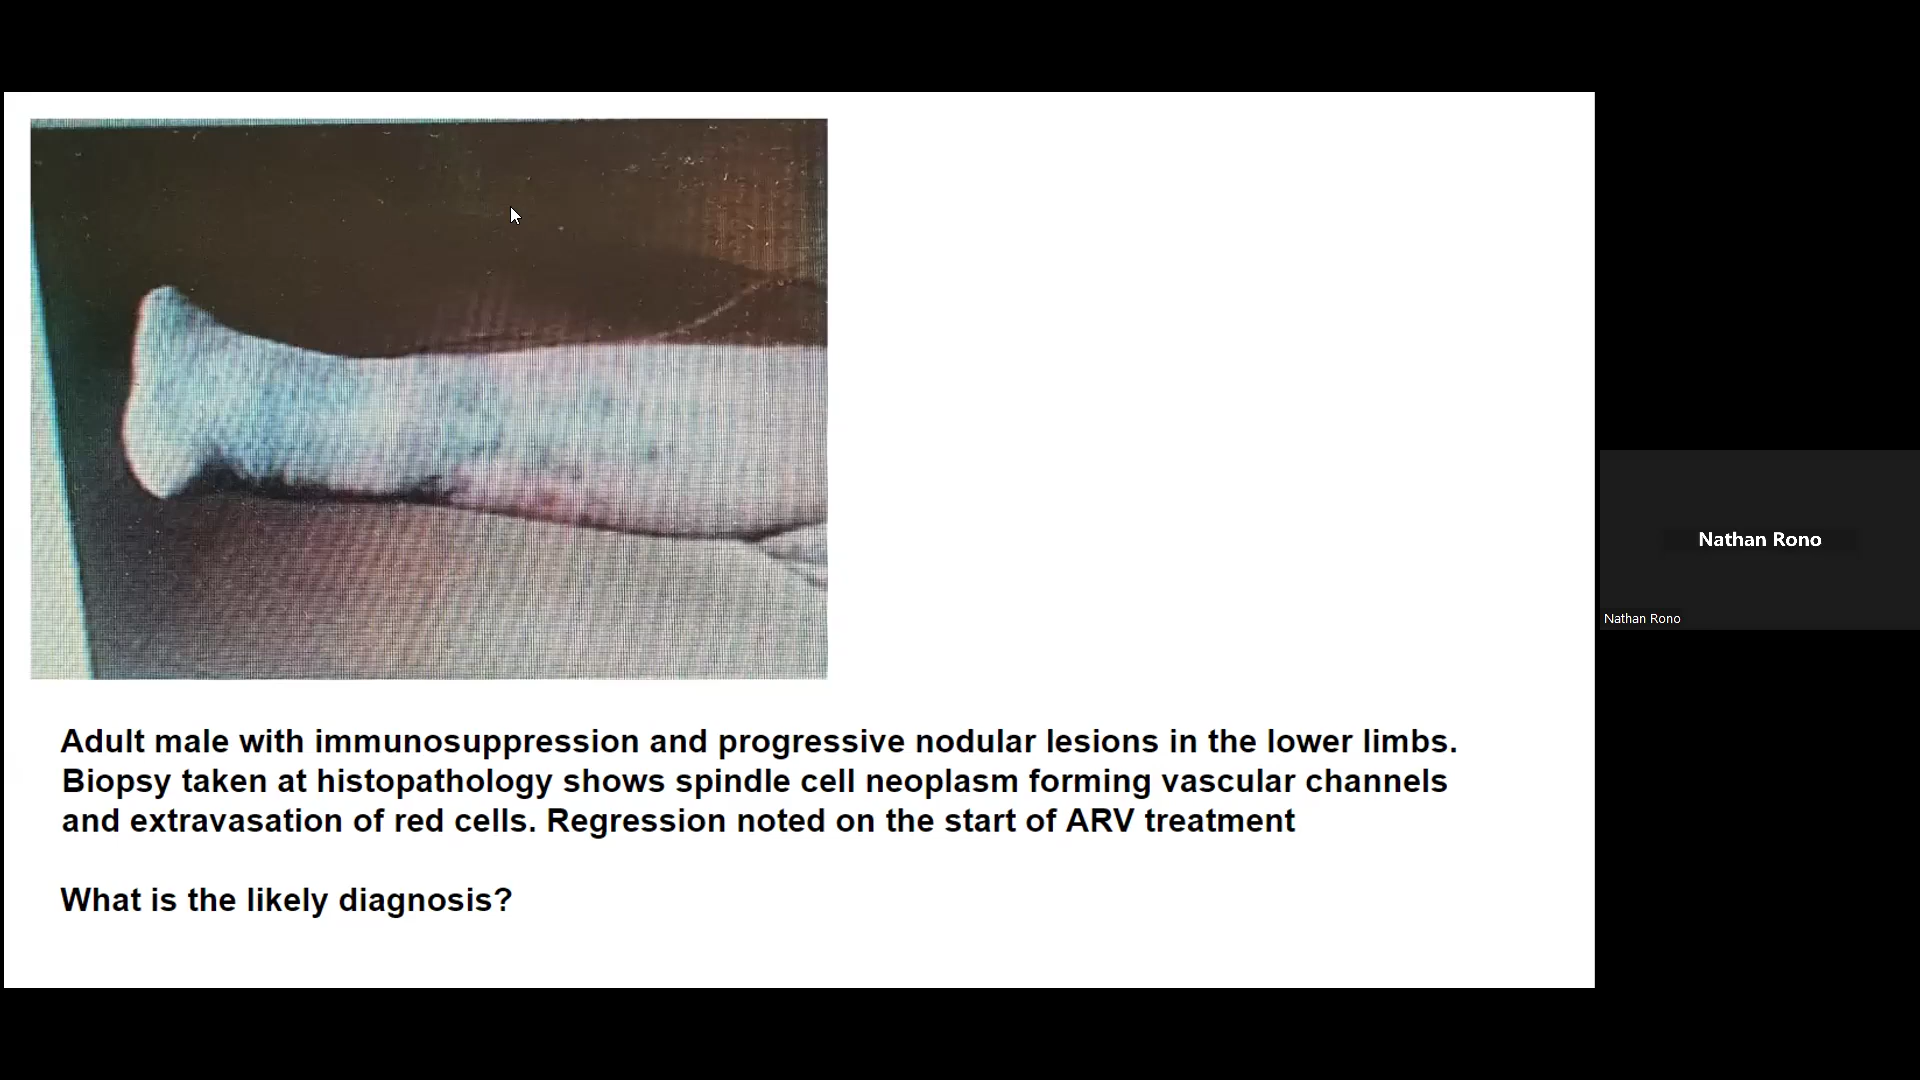 Adult male with immunosuppression and progressive nodular lesions in the lower limbs.
Biopsy taken at histopathology shows spindle cell neoplasm forming vascular channels
and extravasation of red cells. Regression noted on the start of ARV treatment
What is the likely diagnosis?
Nathan Rono
Nathan Rono